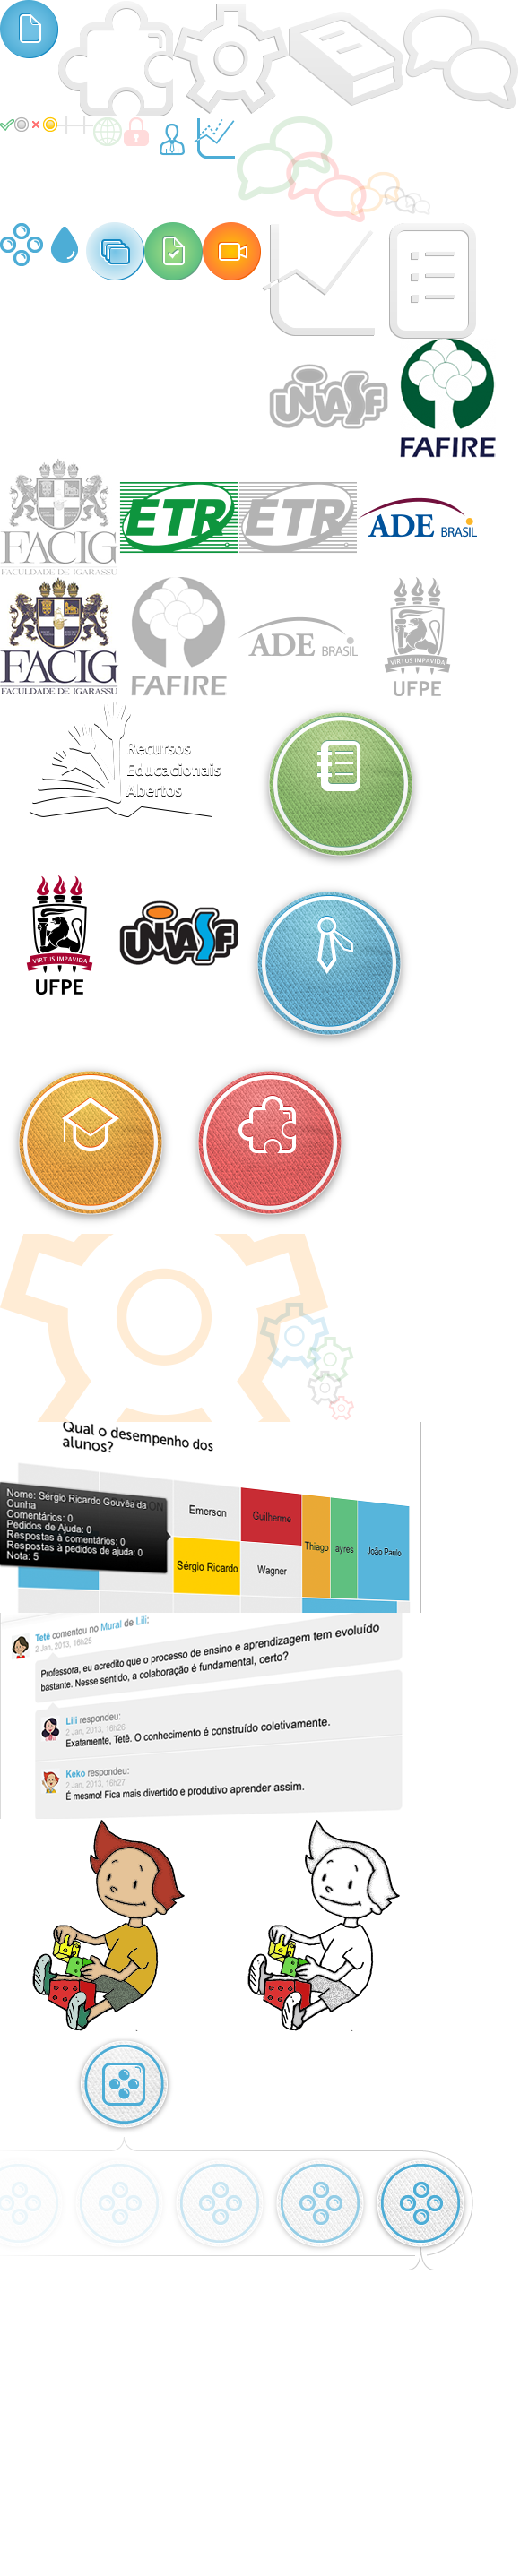 UNIVASF
FAFIRE
FACIG
FACULDADE DE IGARASSU
ETR
ETR
ADE BRASIL
FACIG
FACULDADE DE IGARASSU
FAFIRE
ADE BRASIL
VIRTUS IMPAVIDA
UFPE
Recursos
Educacionais
Abertos
VIRTUS IMPAVIDA
UFPE
UNIVASF
Qual o desempenho dos
alunos?
Nome: Sérgio Ricardo Gouvêa da
Cunha
Comentários: 0
Pedidos de Ajuda: 0
Respostas à comentários: 0
Respostas à pedidos de ajuda: 0
Nota: 5
Emerson
Guilherme
Sérgio Ricardo
Wagner
Thiago
ayres
João Paulo
Tetê comentou no Mural de Lili:
2 Jan, 2013, 16h25
Professora, eu acredito que o processo de ensino e aprendizagem tem evoluído
bastante. Nesse sentido, a colaboração é fundamental, certo?
Lili respondeu:
2 Jan, 2013, 16h26
Exatamente, Tetê. O conhecimento é construído coletivamente.
Keko respondeu:
2 Jan, 2013, 16h27
É mesmo! Fica mais divertido e produtivo aprender assim.